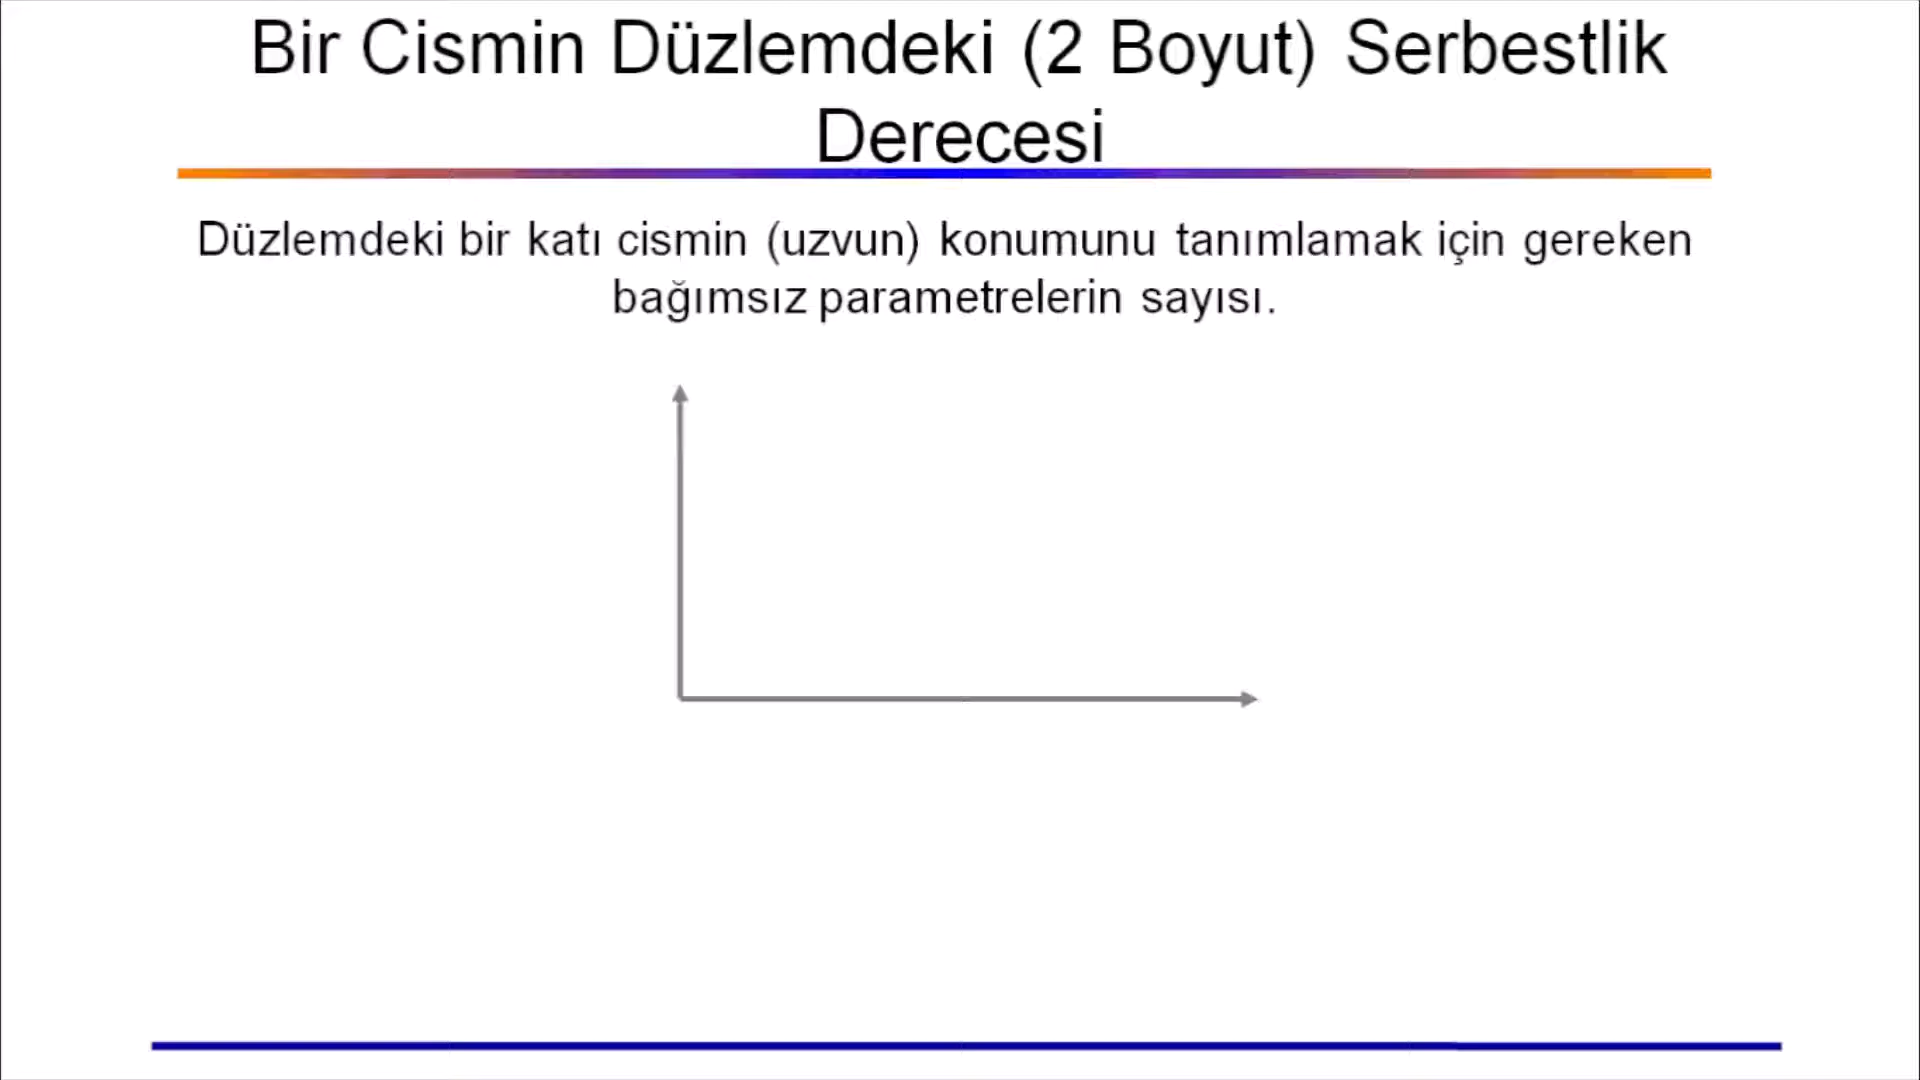 Bir Cismin Düzlemdeki (2 Boyut) Serbestlik
Derecesi
Düzlemdeki bir katı cismin (uzvun) konumunu tanımlamak için gereken
bağımsız parametrelerin sayısı.